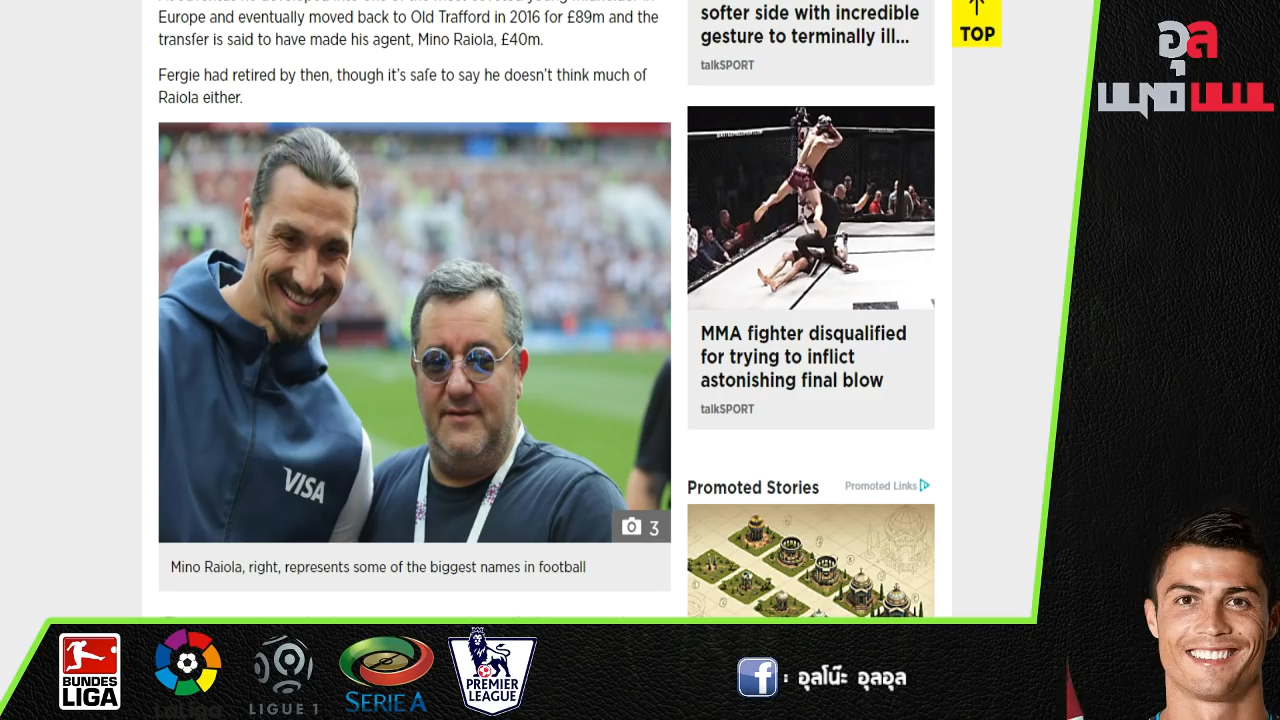 Europe and eventually moved back to Old Trafford in 2016 for £89m and the
transfer is said to have made his agent, Mino Raiola, £40m.
Fergie had retired by then, though it's safe to say he doesn't think much of
Raiola either.
VISA
3
Mino Raiola, right, represents some of the biggest names in football
softer side with incredible
gesture to terminally ill...
talkSPORT
MMA fighter disqualified
for trying to inflict
astonishing final blow
talkSPORT
Promoted Stories
Promoted Links
TOP
BUNDES
LIGA
LaLiga
LIGUE 1
SERIE A
PREMIER
LEAGUE
f : อุลโน๊ะ อุลอุล